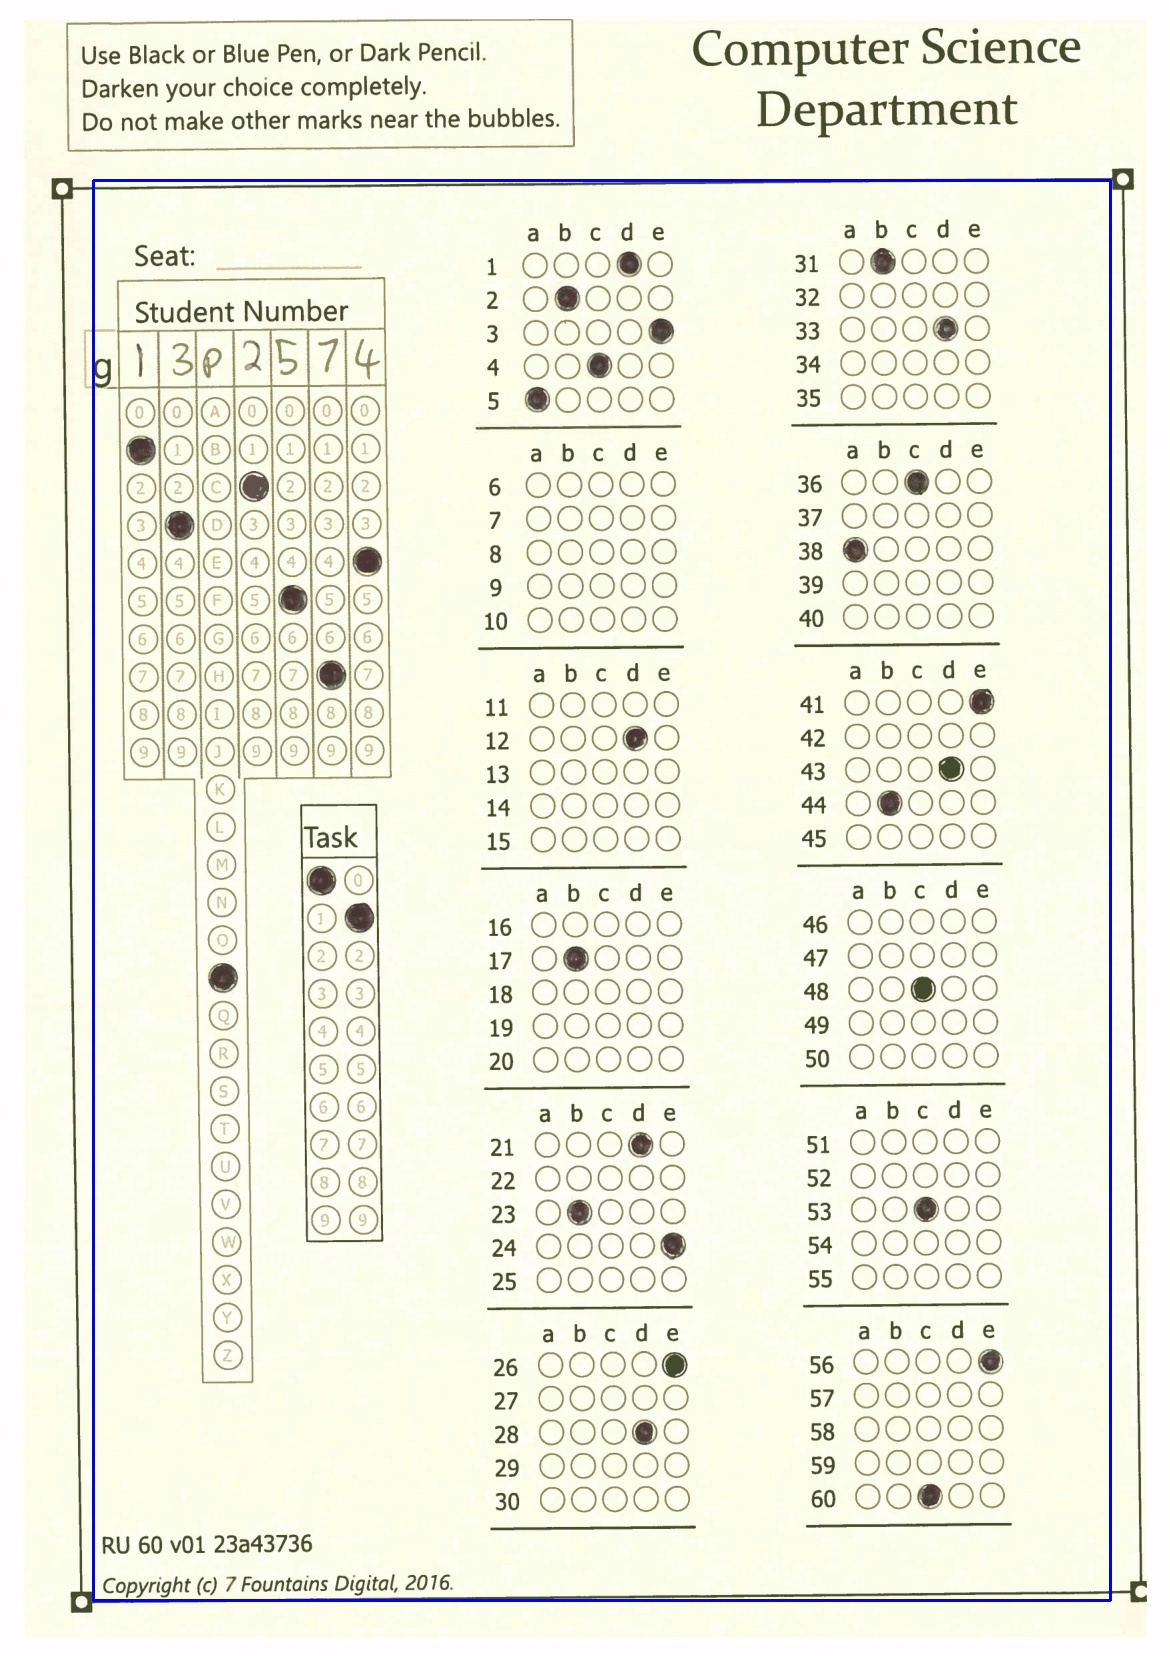 Use Black or Blue Pen, or Dark Pencil.
Darken your choice completely.
Do not make other marks near the bubbles.
Computer Science
Department
Seat:
Student Number
g 1 3 P 2 5 7 4
0 0 A 0 0 0 0
1 B 1 1 1 1
2 2 C 2 2 2
3 D 3 3 3 3
4 4 E 4 4 4
5 5 F 5 5 5
6 6 G 6 6 6 6
7 7 H 7 7 7
8 8 I 8 8 8 8
9 9 J 9 9 9 9
K
L
M
N
O
Q
R
S
T
U
V
W
X
Y
Z
Task
0
1
2 2
3 3
4 4
5 5
6 6
7 7
8 8
9 9
a b c d e
1
2
3
4
5
a b c d e
6
7
8
9
10
a b c d e
11
12
13
14
15
a b c d e
16
17
18
19
20
a b c d e
21
22
23
24
25
a b c d e
26
27
28
29
30
a b c d e
31
32
33
34
35
a b c d e
36
37
38
39
40
a b c d e
41
42
43
44
45
a b c d e
46
47
48
49
50
a b c d e
51
52
53
54
55
a b c d e
56
57
58
59
60
RU 60 v01 23a43736
Copyright (c) 7 Fountains Digital, 2016.